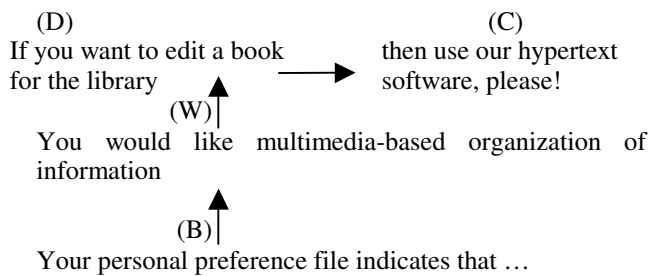 (D) (C)
If you want to edit a book then use our hypertext
for the library software, please!
(W)
You would like multimedia-based organization of
information
(B)
Your personal preference file indicates that …